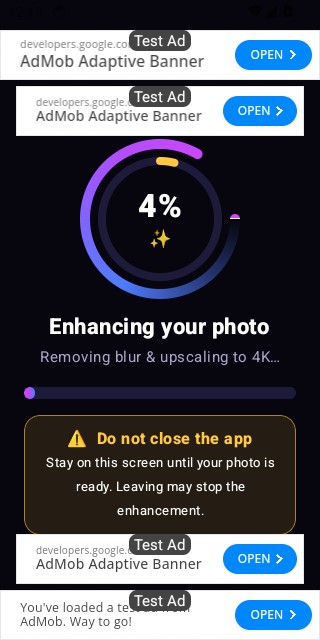 developers.google.co
Test Ad
AdMob Adaptive Banner
OPEN
developers.google.co
Test Ad
AdMob Adaptive Banner
OPEN
4%
Enhancing your photo
Removing blur & upscaling to 4K…
Do not close the app
Stay on this screen until your photo is
ready. Leaving may stop the
enhancement.
developers.google.c
Test Ad
AdMob Adaptive Banner
OPEN
You've loaded a test ad from
Test Ad
AdMob. Way to go!
OPEN